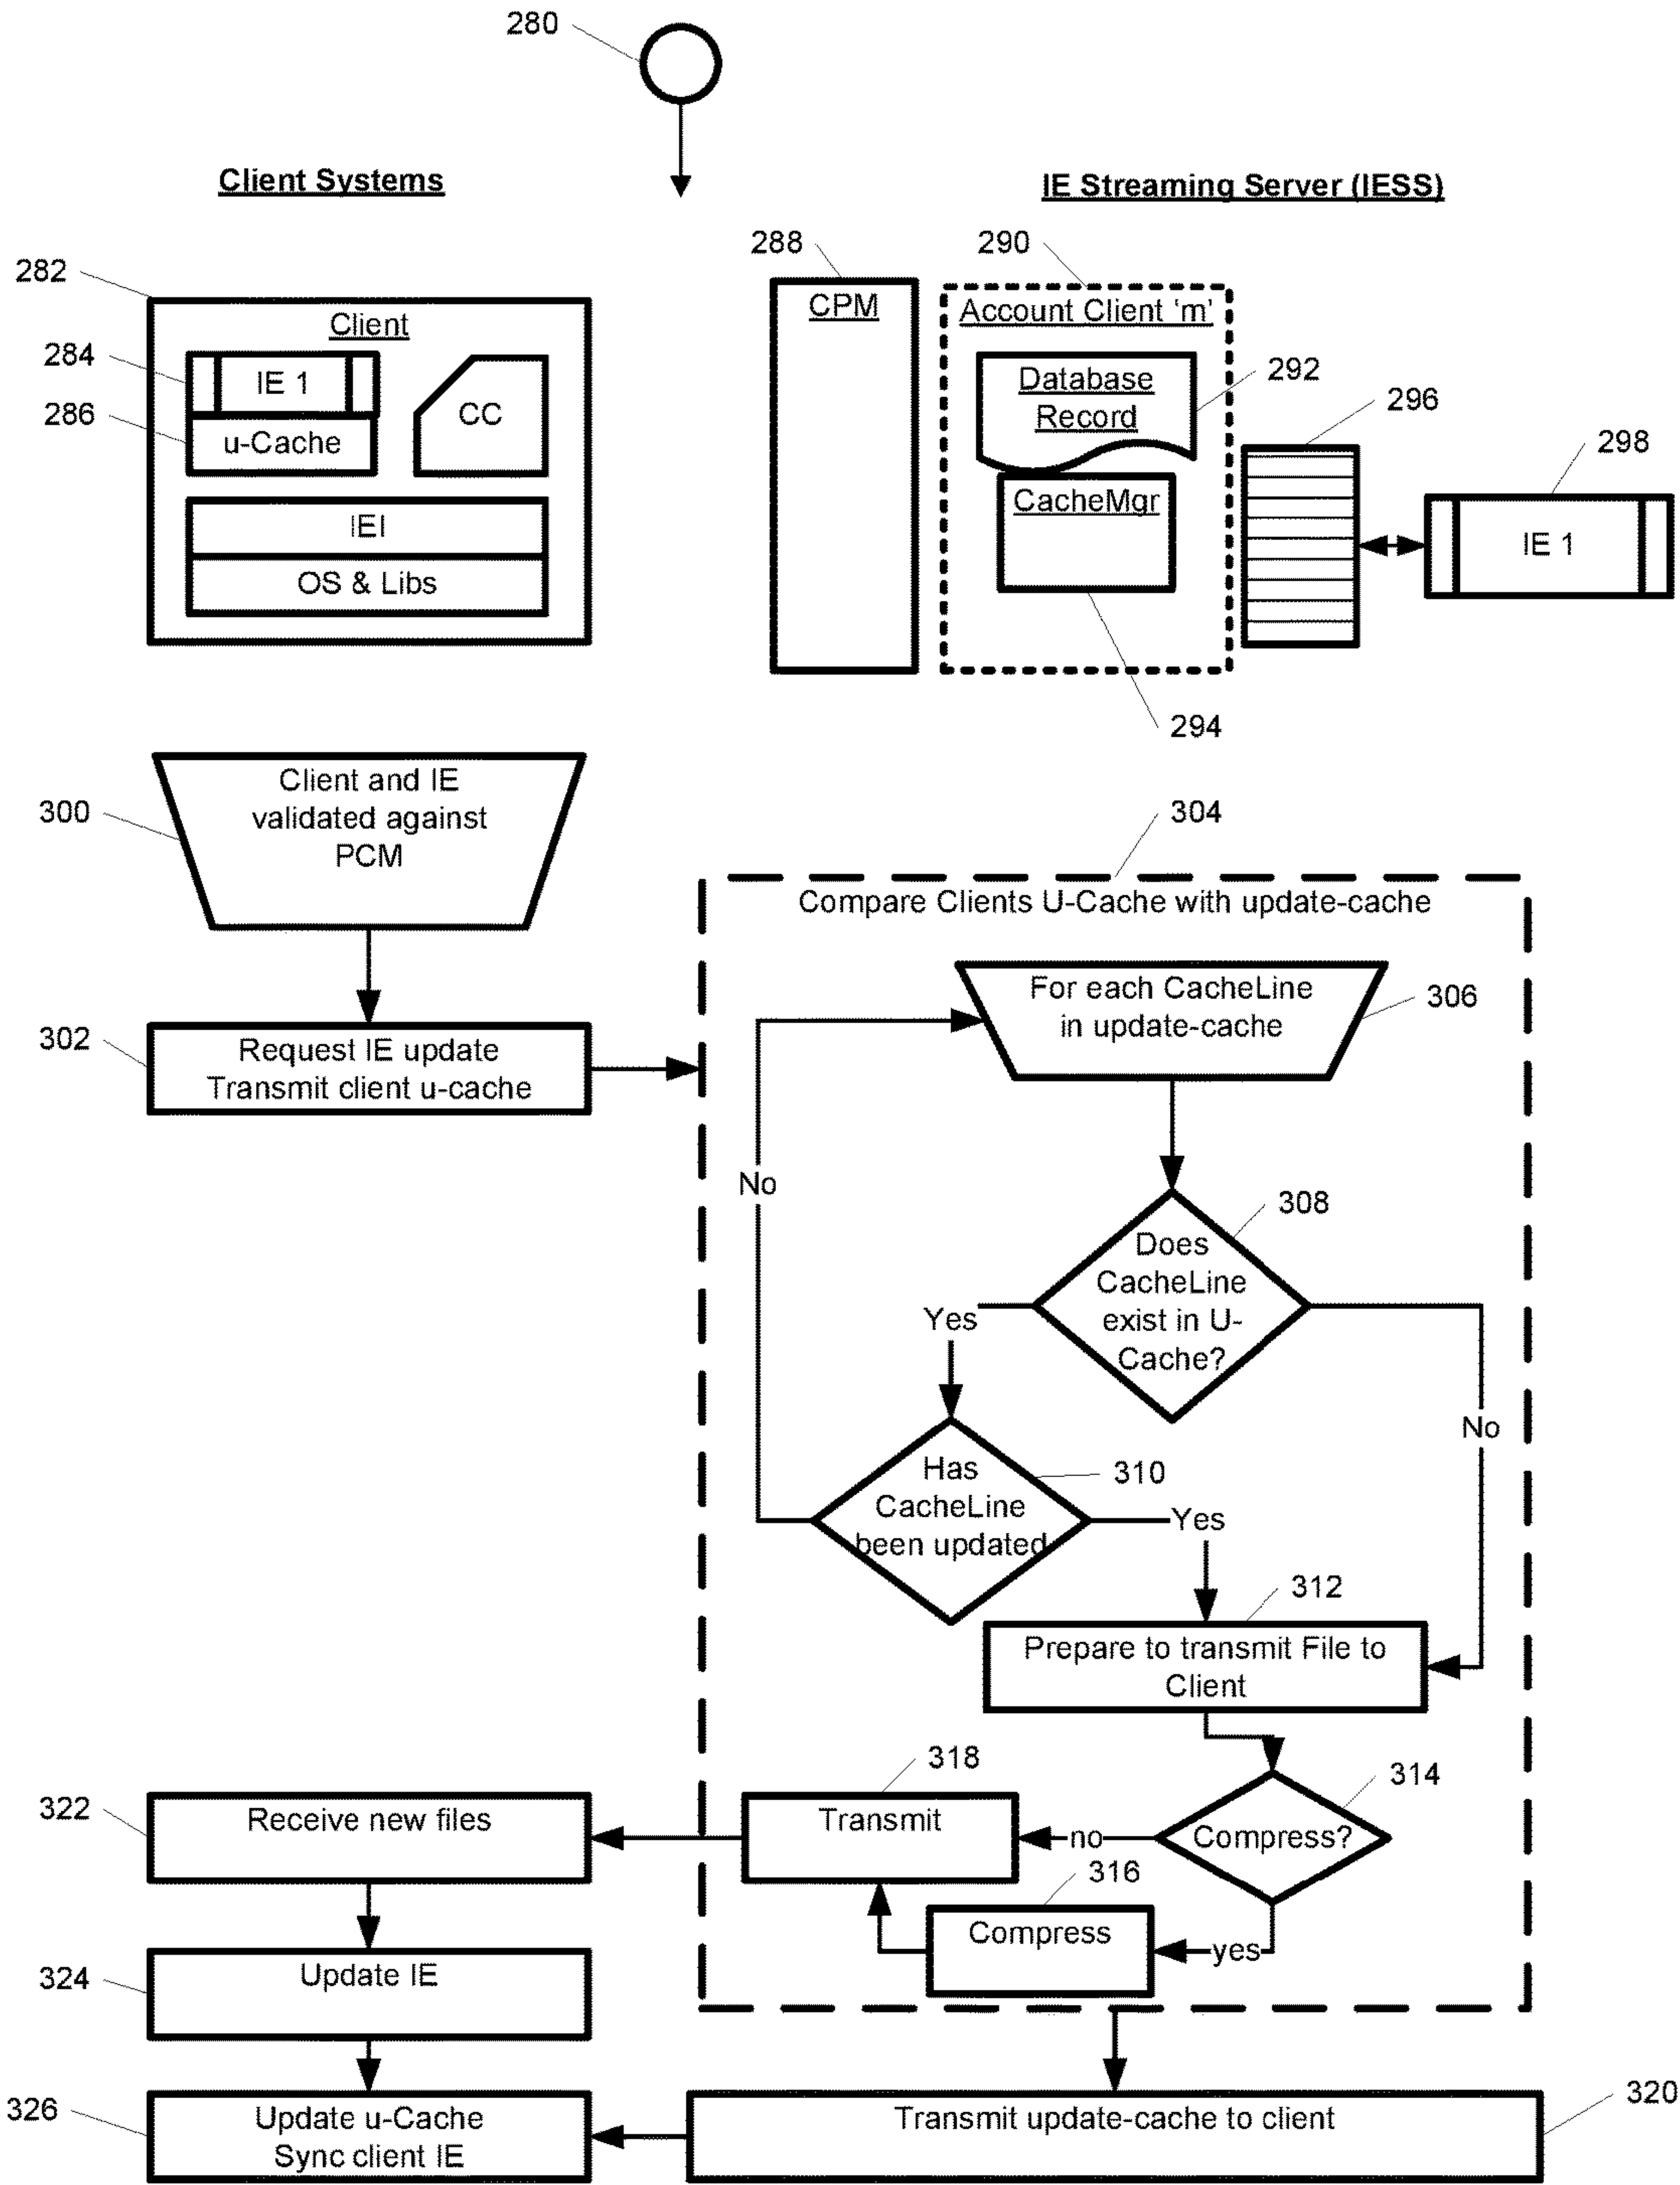 280
Client Systems
IE Streaming Server (IESS)
282
Client
284
IE 1
286
u-Cache
CC
IEI
OS & Libs
288
CPM
290
Account Client 'm'
Database
Record
292
CacheMgr
294
296
298
IE 1
300
Client and IE
validated against
PCM
302
Request IE update
Transmit client u-cache
304
Compare Clients U-Cache with update-cache
For each CacheLine
in update-cache
306
No
308
Does
CacheLine
exist in U-
Cache?
Yes
No
310
Has
CacheLine
been updated
Yes
312
Prepare to transmit File to
Client
314
Compress?
no
318
Transmit
316
Compress
yes
322
Receive new files
324
Update IE
326
Update u-Cache
Sync client IE
Transmit update-cache to client
320